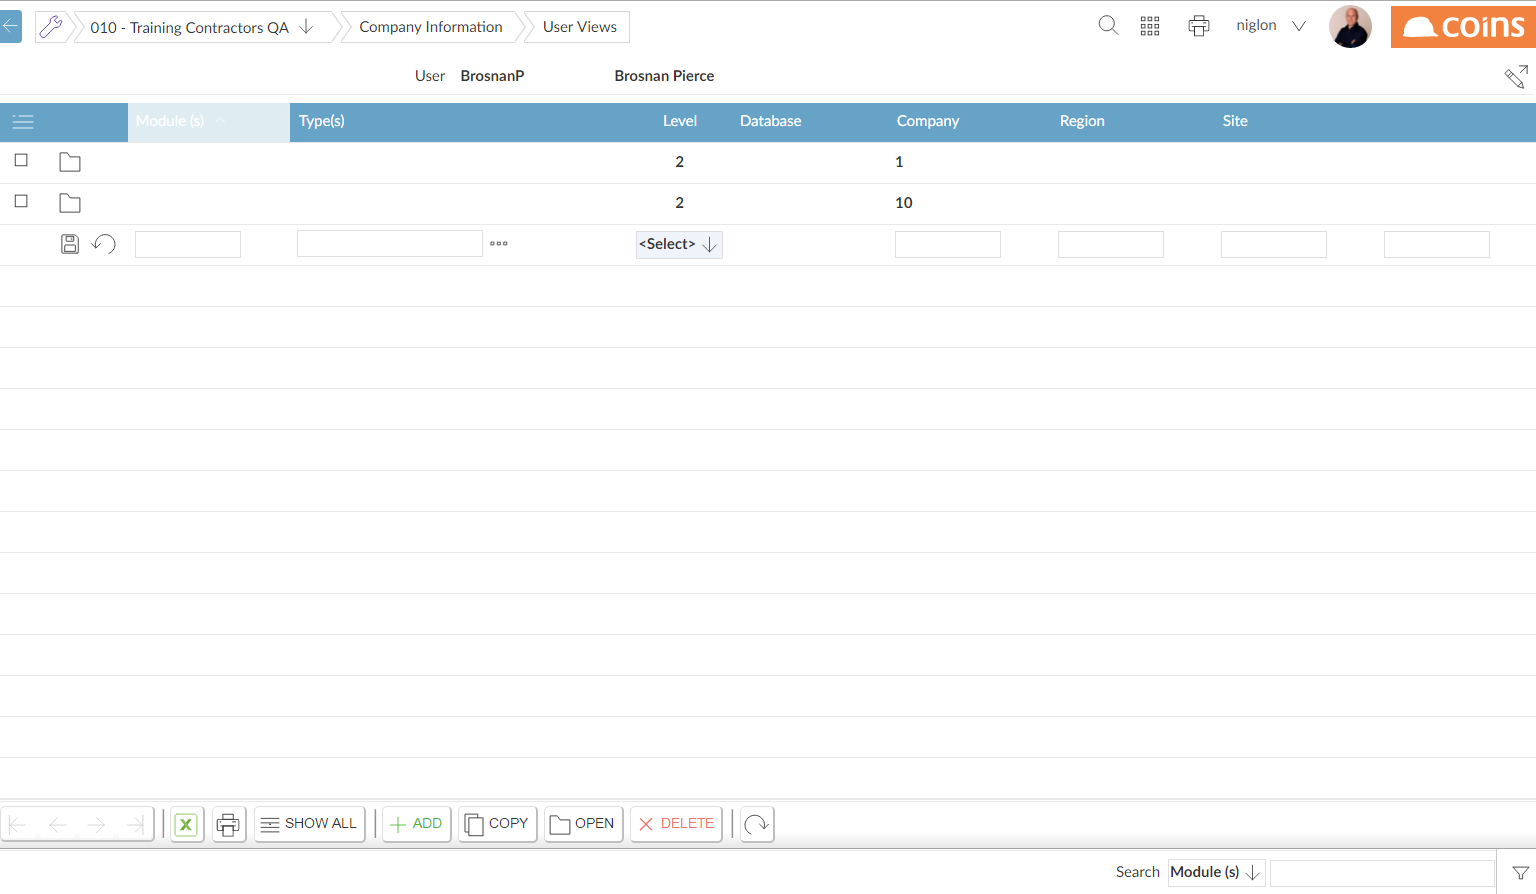 010 - Training Contractors QA
Company Information
User Views
niglon
coins
User BrosnanP Brosnan Pierce
Module (s) Type(s) Level Database Company Region Site
2 1
2 10
<Select>
X SHOW ALL ADD COPY OPEN DELETE
Search Module (s)